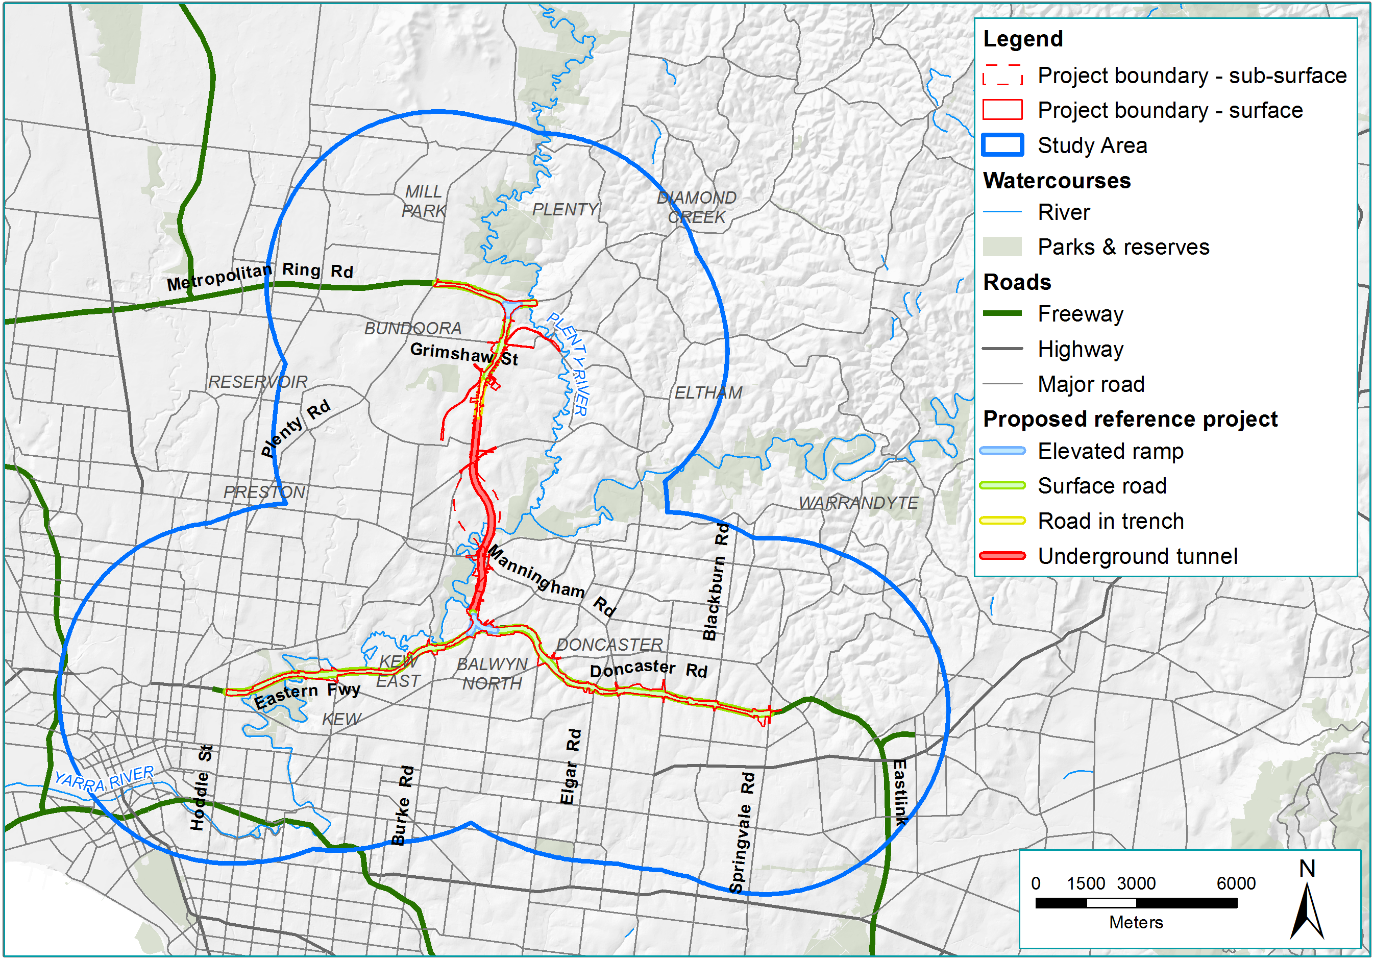 Legend
Project boundary - sub-surface
Project boundary - surface
Study Area
Watercourses
River
Parks & reserves
Roads
Freeway
Highway
Major road
Proposed reference project
Elevated ramp
Surface road
Road in trench
Underground tunnel
MILL
PARK
PLENTY
DIAMOND
CREEK
Metropolitan Ring Rd
BUNDOORA
PLENTY RIVER
Grimshaw St
RESERVOIR
ELTHAM
Plenty Rd
PRESTON
WARRANDYTE
Manningham Rd
Blackburn Rd
DONCASTER
KEW
EAST
BALWYN
NORTH
Doncaster Rd
Eastern Fwy
KEW
YARRA RIVER
Hoddle St
Burke Rd
Elgar Rd
Springvale Rd
Eastlink
0 1500 3000 6000
Meters
N